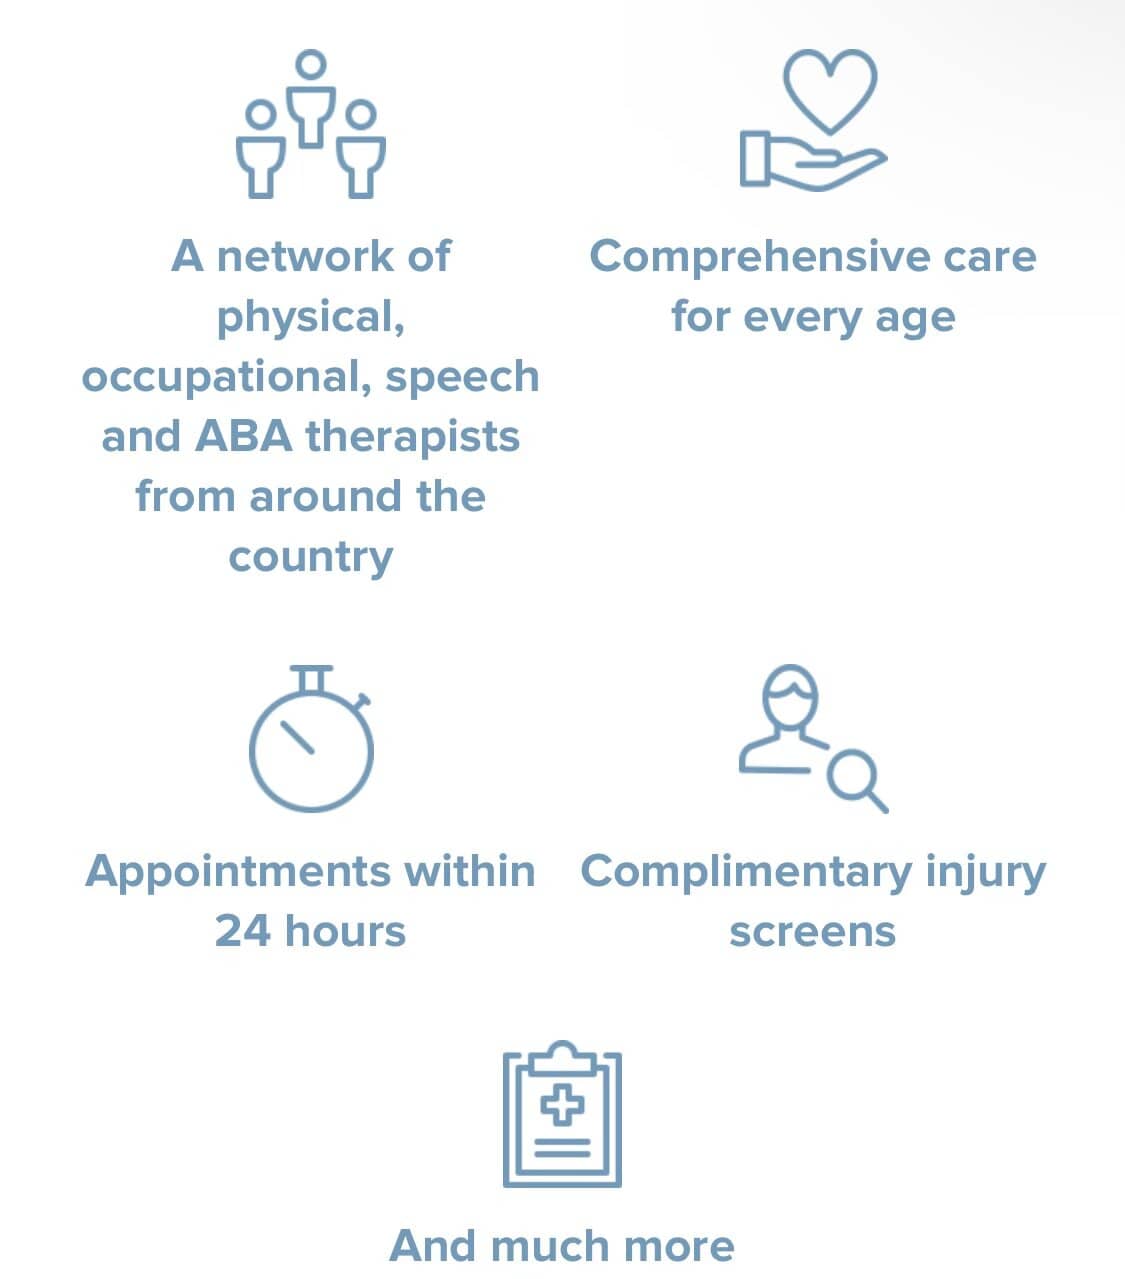 A network of
physical,
occupational, speech
and ABA therapists
from around the
country
Comprehensive care
for every age
Appointments within
24 hours
Complimentary injury
screens
And much more